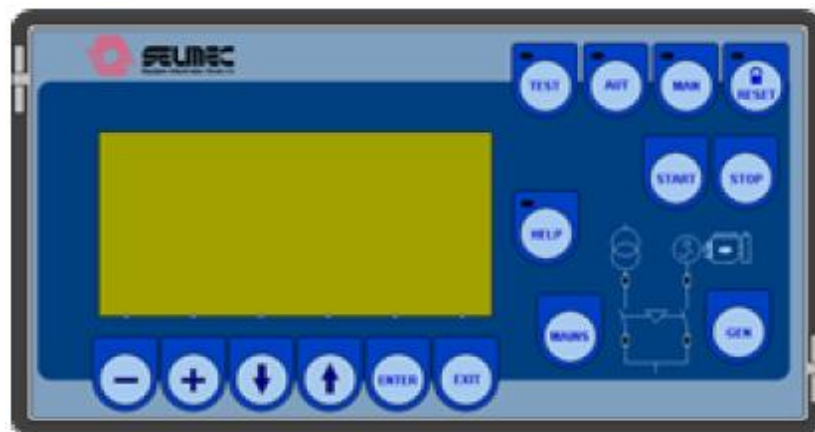 SELMEC
TEST AUT MAN RESET
START STOP
HELP
MAINS GEN
− + ENTER EXIT